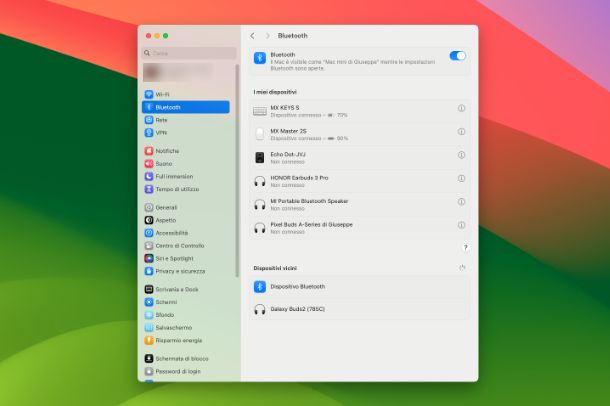 Bluetooth
Cerca
Bluetooth
Il Mac è visibile come "Mac mini di Giuseppe" mentre le impostazioni
Bluetooth sono aperte.
Wi-Fi
Bluetooth
Rete
VPN
Notifiche
Suono
Full immersion
Tempo di utilizzo
Generali
Aspetto
Accessibilità
Centro di Controllo
Siri e Spotlight
Privacy e sicurezza
Scrivania e Dock
Schermi
Sfondo
Salvaschermo
Risparmio energia
Schermata di blocco
Password di login
I miei dispositivi
MX KEYS S
Dispositivo connesso – 70%
MX Master 2S
Dispositivo connesso – 90%
Echo Dot-JVJ
Non connesso
HONOR Earbuds 3 Pro
Non connesso
MI Portable Bluetooth Speaker
Non connesso
Pixel Buds A-Series di Giuseppe
Non connesso
?
Dispositivi vicini
Dispositivo Bluetooth
Galaxy Buds2 (785C)